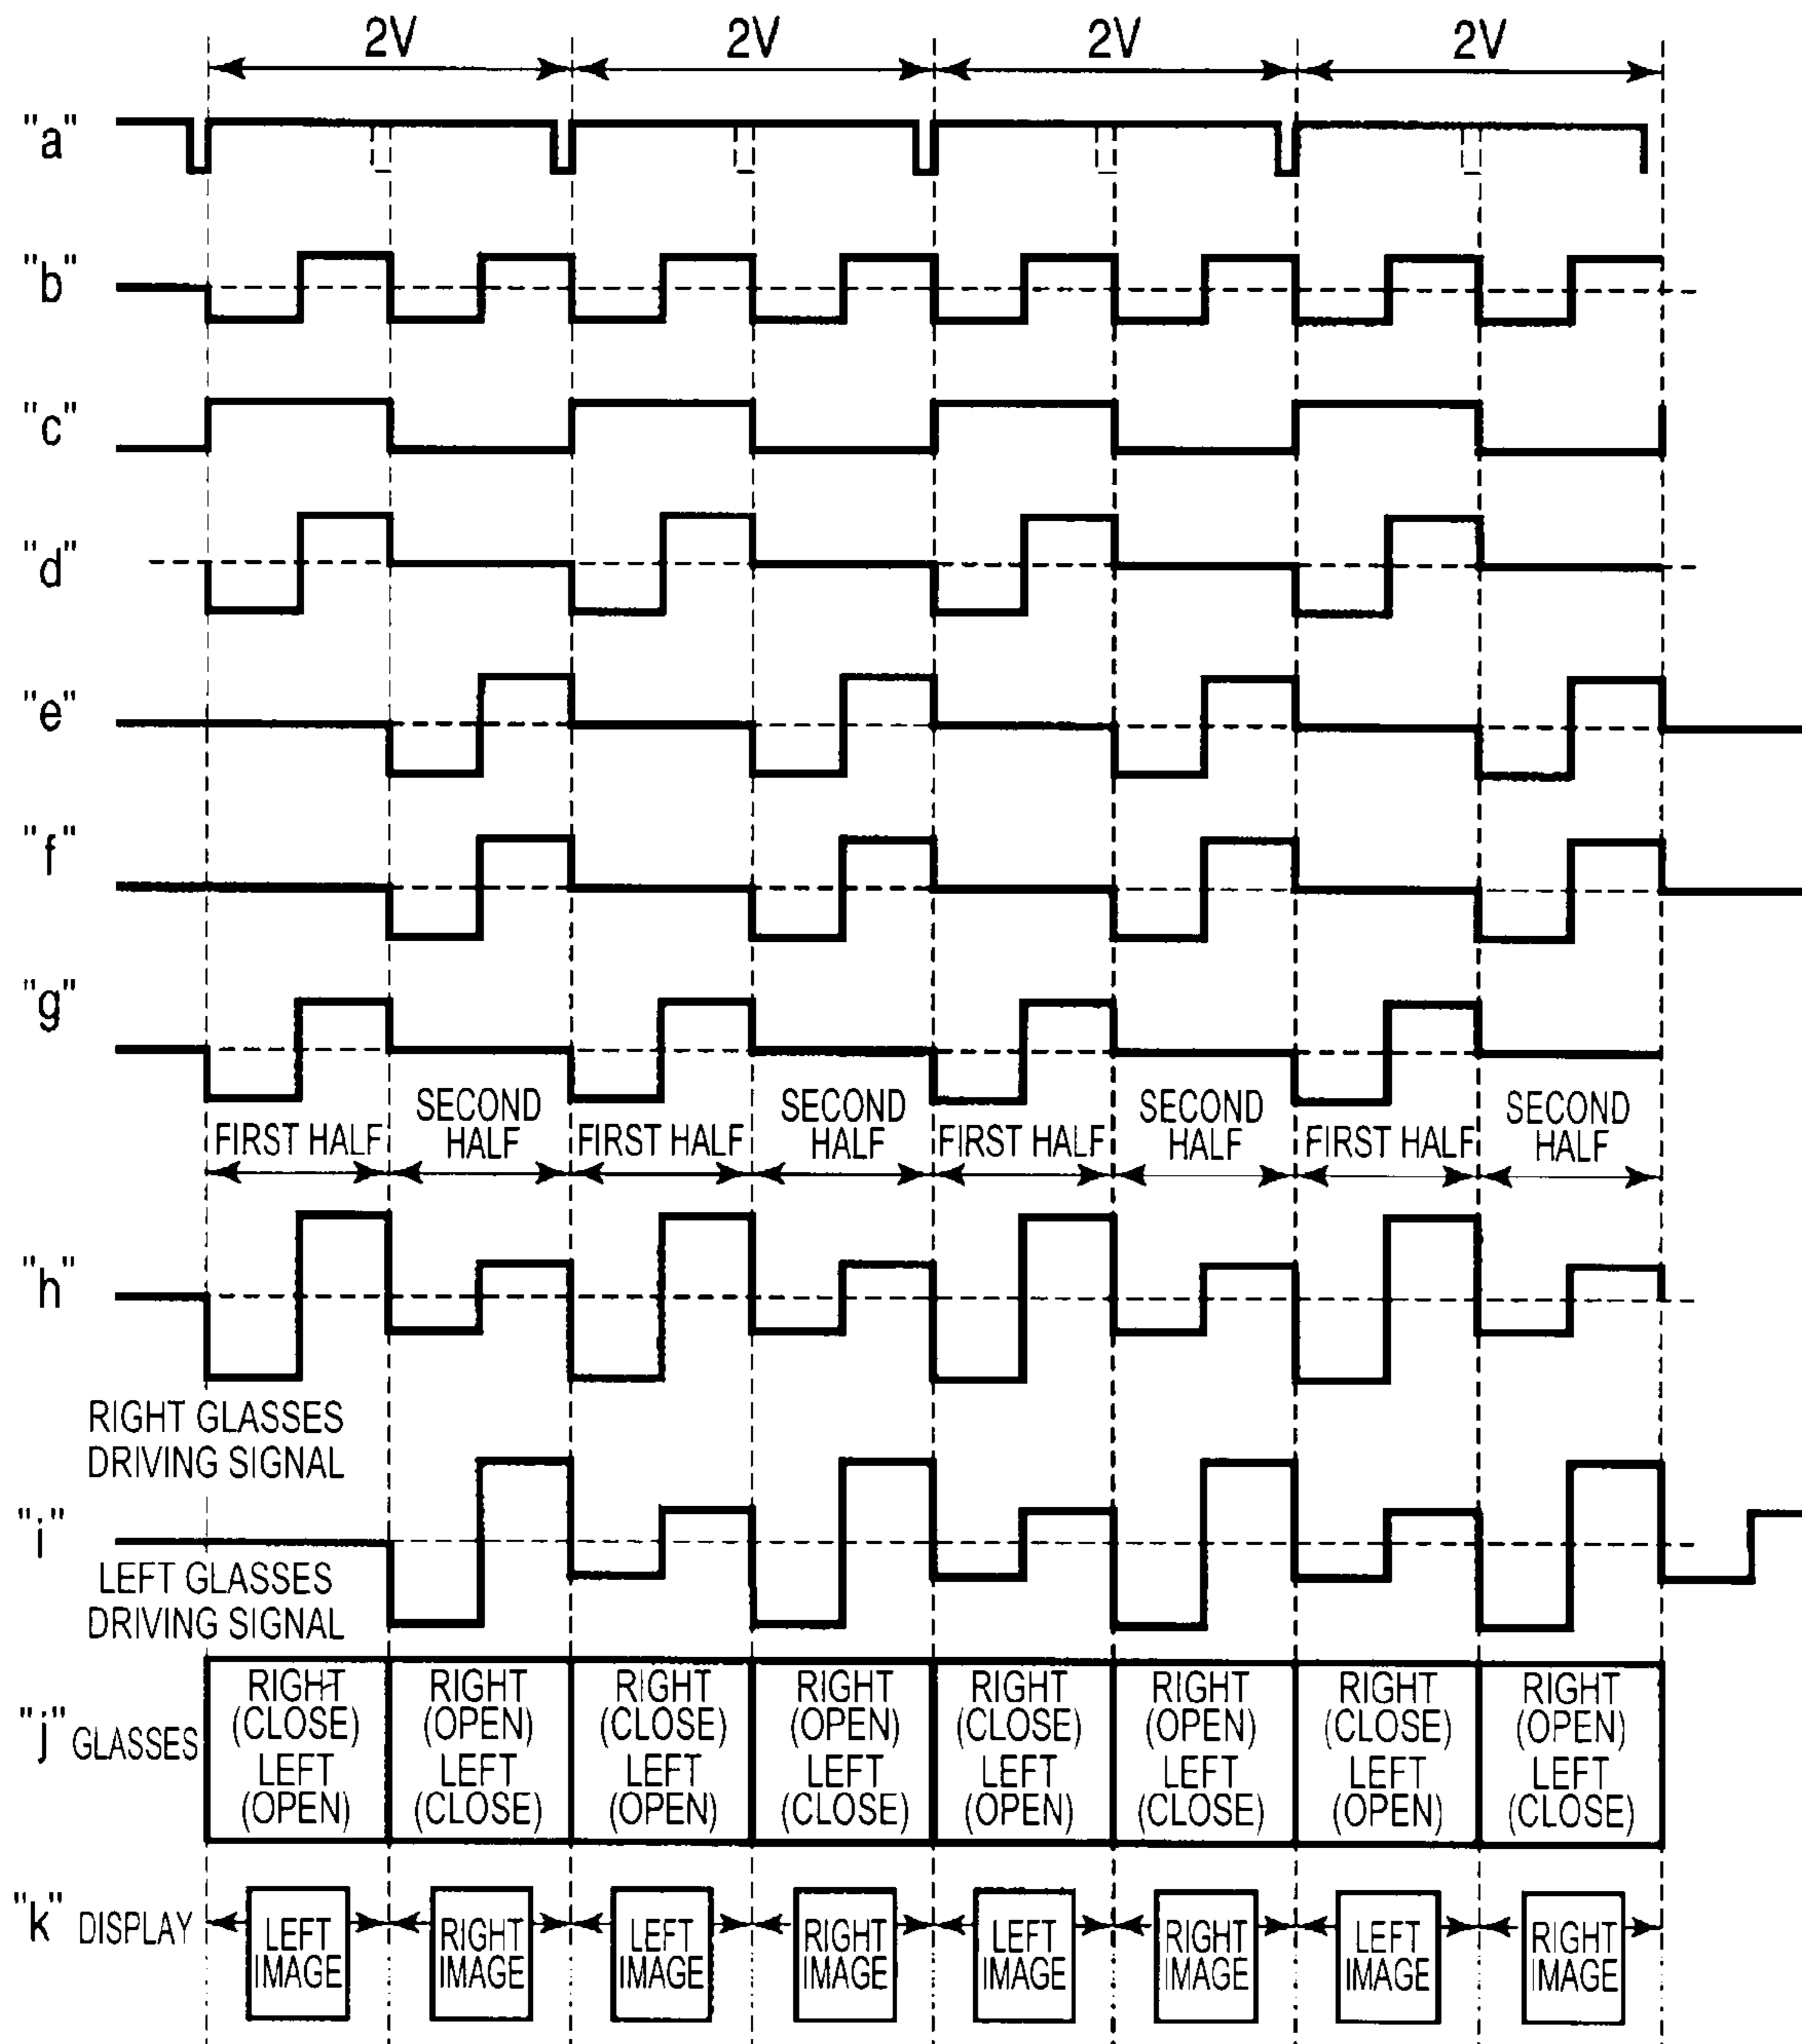 2V 2V 2V 2V
"a"
"b"
"c"
"d"
"e"
"f"
"g"
FIRST HALF SECOND HALF FIRST HALF SECOND HALF FIRST HALF SECOND HALF FIRST HALF SECOND HALF
"h"
RIGHT GLASSES
DRIVING SIGNAL
"i"
LEFT GLASSES
DRIVING SIGNAL
"j" GLASSES
RIGHT (CLOSE) LEFT (OPEN)
RIGHT (OPEN) LEFT (CLOSE)
RIGHT (CLOSE) LEFT (OPEN)
RIGHT (OPEN) LEFT (CLOSE)
RIGHT (CLOSE) LEFT (OPEN)
RIGHT (OPEN) LEFT (CLOSE)
RIGHT (CLOSE) LEFT (OPEN)
RIGHT (OPEN) LEFT (CLOSE)
"k" DISPLAY
LEFT IMAGE
RIGHT IMAGE
LEFT IMAGE
RIGHT IMAGE
LEFT IMAGE
RIGHT IMAGE
LEFT IMAGE
RIGHT IMAGE